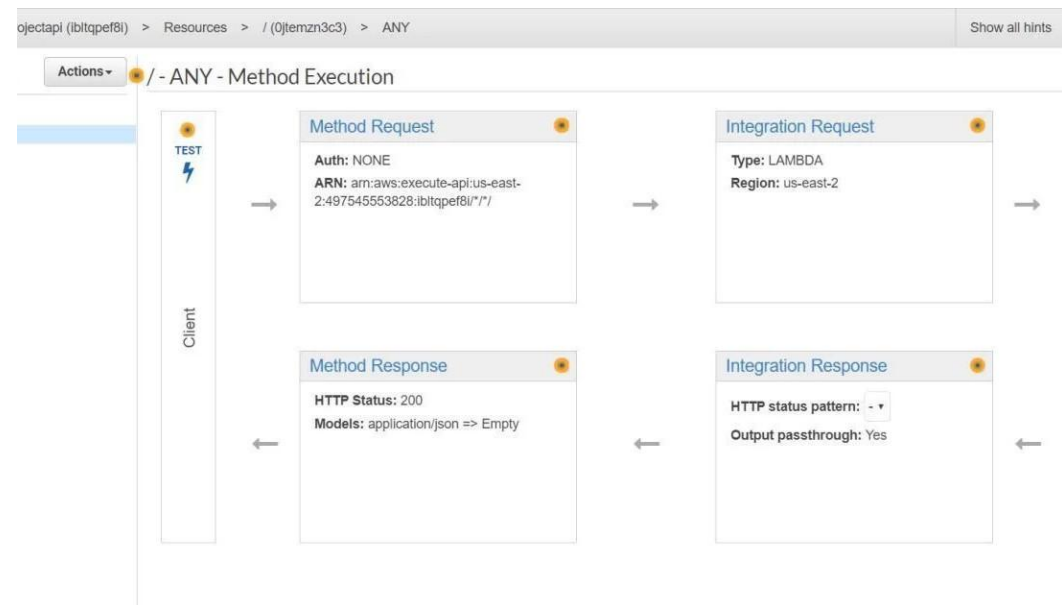 ojectapi (ibltqpef8i) > Resources > / (0jtemzn3c3) > ANY
Show all hints
Actions
/ - ANY - Method Execution
TEST
Client
Method Request
Auth: NONE
ARN: arn:aws:execute-api:us-east-
2:497545553828:ibltqpef8i/*/*/
Integration Request
Type: LAMBDA
Region: us-east-2
Method Response
HTTP Status: 200
Models: application/json => Empty
Integration Response
HTTP status pattern: -
Output passthrough: Yes